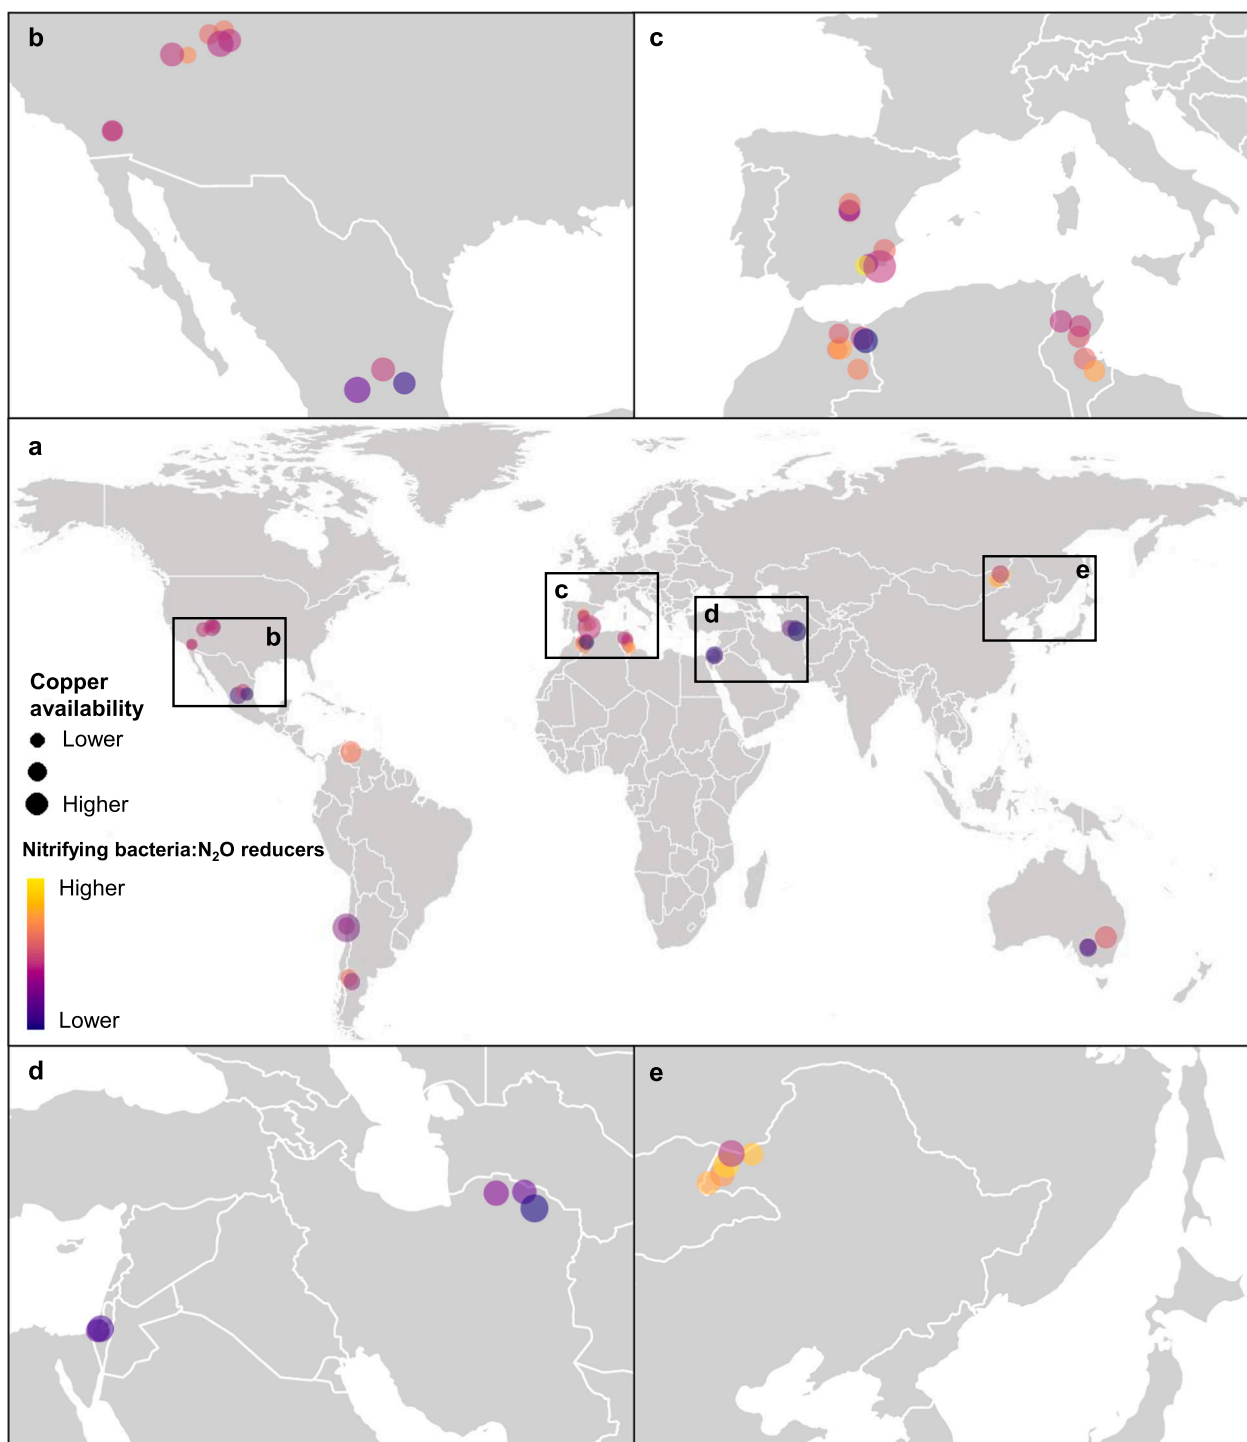 b
c
a
c
e
d
b
Copper
availability
Lower
Higher
Nitrifying bacteria:N₂O reducers
Higher
Lower
d
e